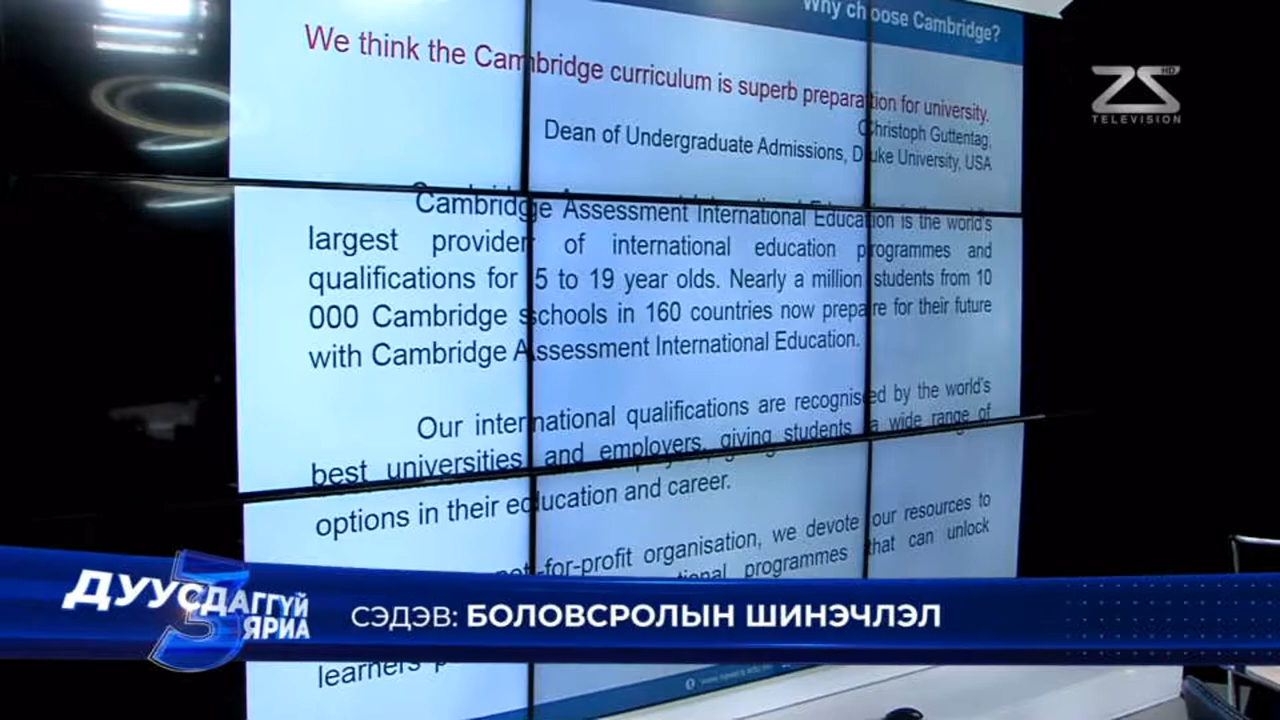 Why choose Cambridge?
We think the Cambridge curriculum is superb preparation for university.
Christoph Guttentag,
Dean of Undergraduate Admissions, Duke University, USA
ZS HD
TELEVISION
Cambridge Assessment International Education is the world's
largest provider of international education programmes and
qualifications for 5 to 19 year olds. Nearly a million students from 10
000 Cambridge schools in 160 countries now prepare for their future
with Cambridge Assessment International Education.
Our international qualifications are recognised by the world's
best universities and employers, giving students a wide range of
options in their education and career.
not-for-profit organisation, we devote our resources to
programmes that can unlock
learners
ДУУСДАГГҮЙ
3
ЯРИА
СЭДЭВ: БОЛОВСРОЛЫН ШИНЭЧЛЭЛ